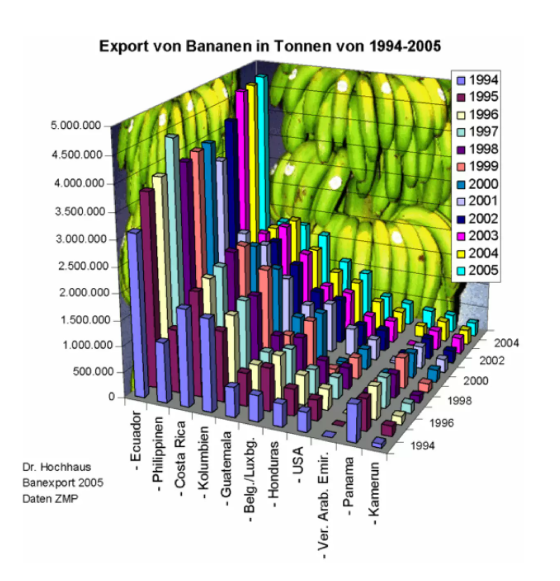 Export von Bananen in Tonnen von 1994-2005
1994
1995
1996
1997
1998
1999
2000
2001
2002
2003
2004
2005
5.000.000
4.500.000
4.000.000
3.500.000
3.000.000
2.500.000
2.000.000
1.500.000
1.000.000
500.000
0
2004
2002
2000
1998
1996
1994
- Ecuador
- Philippinen
- Costa Rica
- Kolumbien
- Guatemala
- Belg./Luxbg.
- Honduras
- USA
- Ver. Arab. Emir.
- Panama
- Kamerun
Dr. Hochhaus
Banexport 2005
Daten ZMP